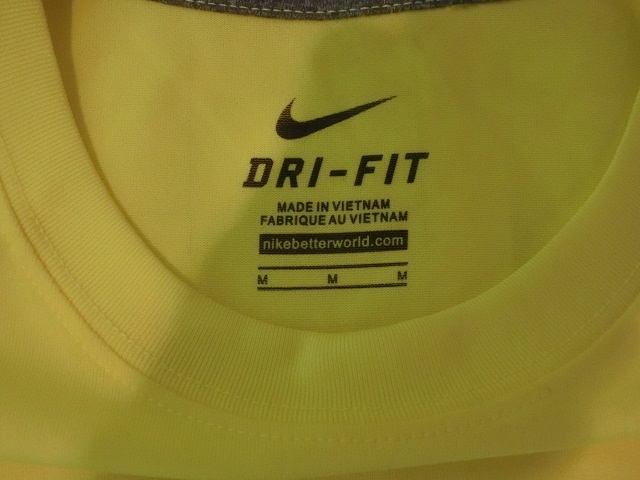 DRI-FIT
MADE IN VIETNAM
FABRIQUE AU VIETNAM
nikebetterworld.com
M M M